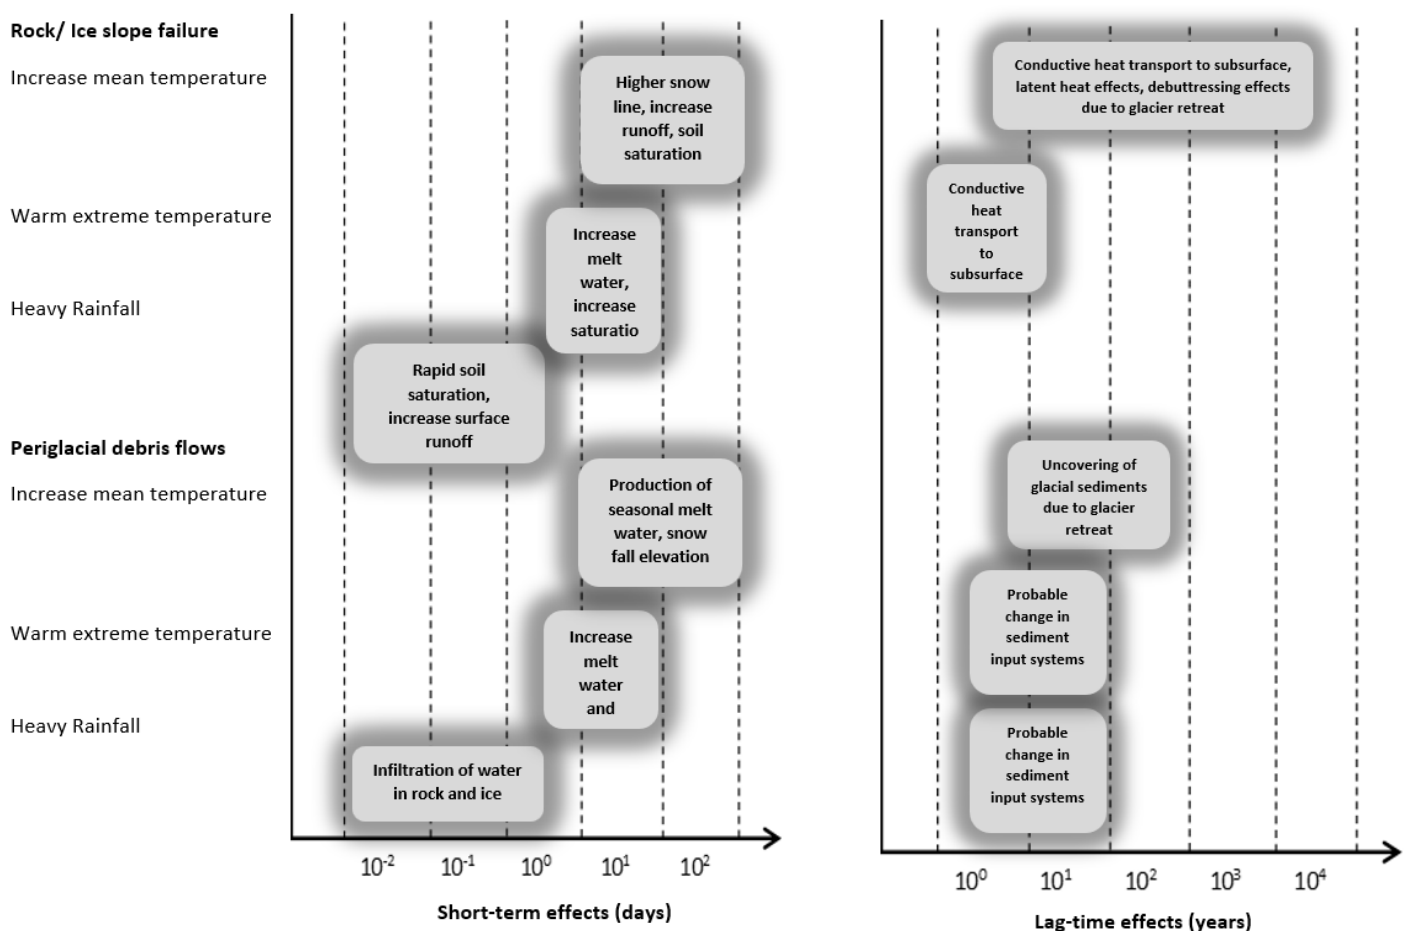 Rock/ Ice slope failure
Increase mean temperature
Warm extreme temperature
Heavy Rainfall
Periglacial debris flows
Increase mean temperature
Warm extreme temperature
Heavy Rainfall
Higher snow
line, increase
runoff, soil
saturation
Increase
melt
water,
increase
saturatio
Rapid soil
saturation,
increase surface
runoff
Production of
seasonal melt
water, snow
fall elevation
Increase
melt
water
and
Infiltration of water
in rock and ice
10⁻² 10⁻¹ 10⁰ 10¹ 10²
Short-term effects (days)
Conductive heat transport to subsurface,
latent heat effects, debuttressing effects
due to glacier retreat
Conductive
heat
transport
to
subsurface
Uncovering of
glacial sediments
due to glacier
retreat
Probable
change in
sediment
input systems
Probable
change in
sediment
input systems
10⁰ 10¹ 10² 10³ 10⁴
Lag-time effects (years)